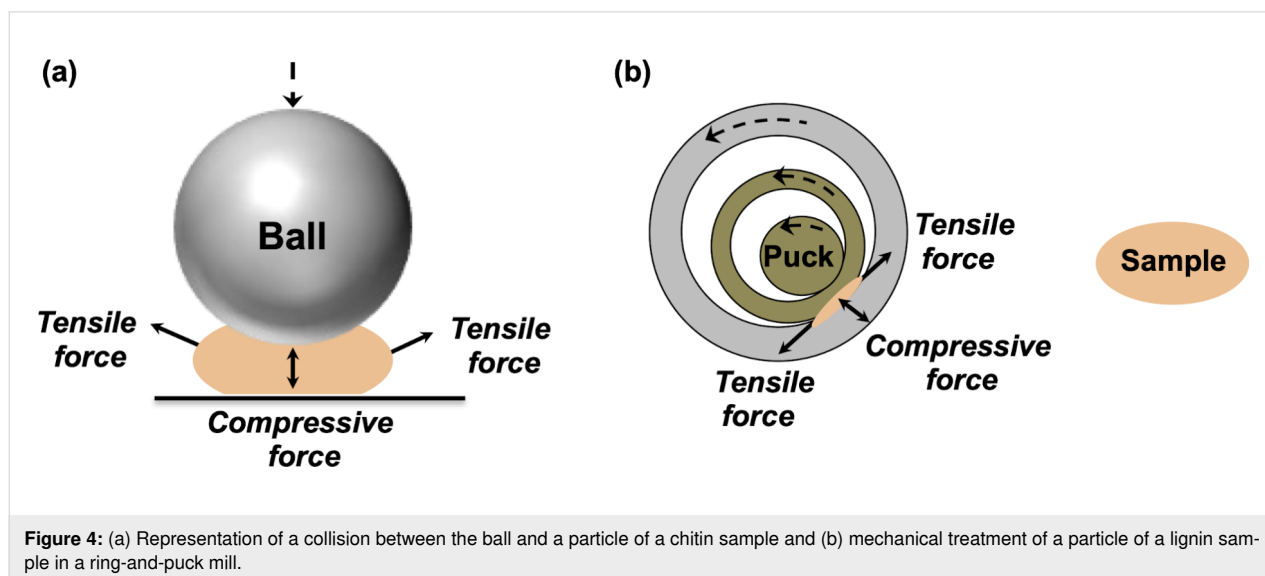 (a)
Ball
Tensile
force
Tensile
force
Compressive
force
(b)
Puck
Tensile
force
Compressive
force
Tensile
force
Sample
Figure 4: (a) Representation of a collision between the ball and a particle of a chitin sample and (b) mechanical treatment of a particle of a lignin sam-
ple in a ring-and-puck mill.